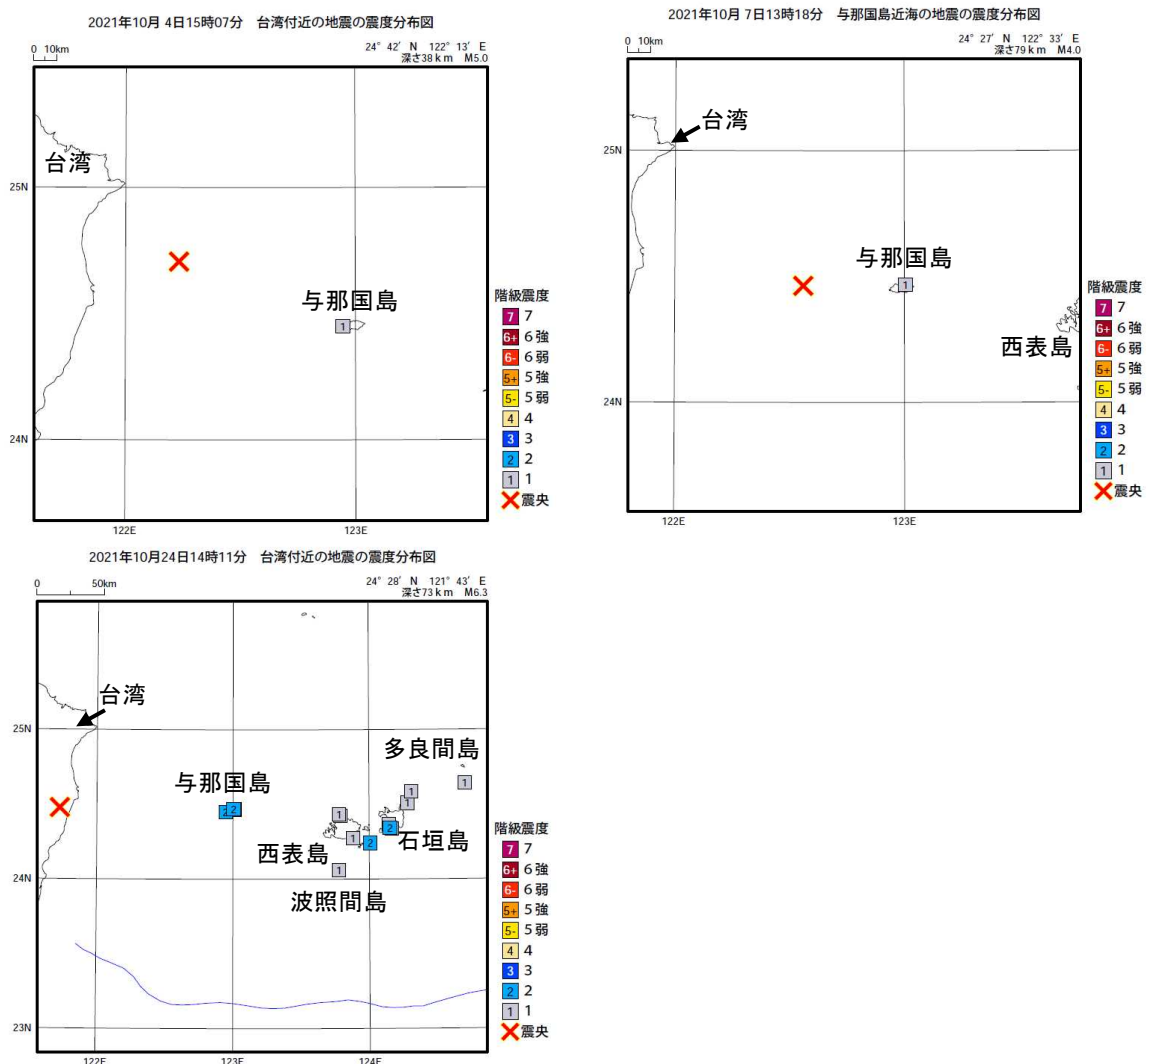 2021年10月 4日15時07分 台湾付近の地震の震度分布図
0 10km
24° 42′ N 122° 13′ E
深さ38km M5.0
台湾
25N
与那国島
1
24N
122E 123E
階級震度
7 7
6+ 6強
6- 6弱
5+ 5強
5- 5弱
4 4
3 3
2 2
1 1
震央
2021年10月 7日13時18分 与那国島近海の地震の震度分布図
0 10km
24° 27′ N 122° 33′ E
深さ79km M4.0
台湾
25N
与那国島
1
西表島
24N
122E 123E
階級震度
7 7
6+ 6強
6- 6弱
5+ 5強
5- 5弱
4 4
3 3
2 2
1 1
震央
2021年10月24日14時11分 台湾付近の地震の震度分布図
0 50km
24° 28′ N 121° 43′ E
深さ73km M6.3
台湾
25N
多良間島
1
与那国島
1
1
2 2
1
2
石垣島
1
2
西表島
1
24N
波照間島
23N
122E 123E 124E
階級震度
7 7
6+ 6強
6- 6弱
5+ 5強
5- 5弱
4 4
3 3
2 2
1 1
震央